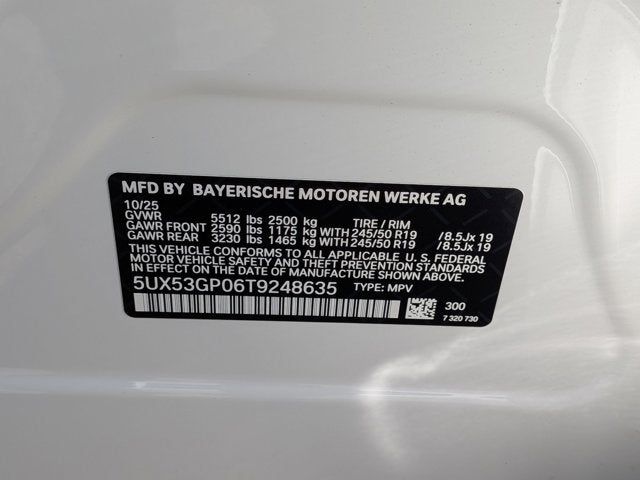 MFD BY BAYERISCHE MOTOREN WERKE AG
10/25
GVWR 5512 lbs 2500 kg TIRE / RIM
GAWR FRONT 2590 lbs 1175 kg WITH 245/50 R19 / 8.5Jx 19
GAWR REAR 3230 lbs 1465 kg WITH 245/50 R19 / 8.5Jx 19
THIS VEHICLE CONFORMS TO ALL APPLICABLE U. S. FEDERAL
MOTOR VEHICLE SAFETY AND THEFT PREVENTION STANDARDS
IN EFFECT ON THE DATE OF MANUFACTURE SHOWN ABOVE.
5UX53GP06T9248635 TYPE: MPV
300
7 320 730